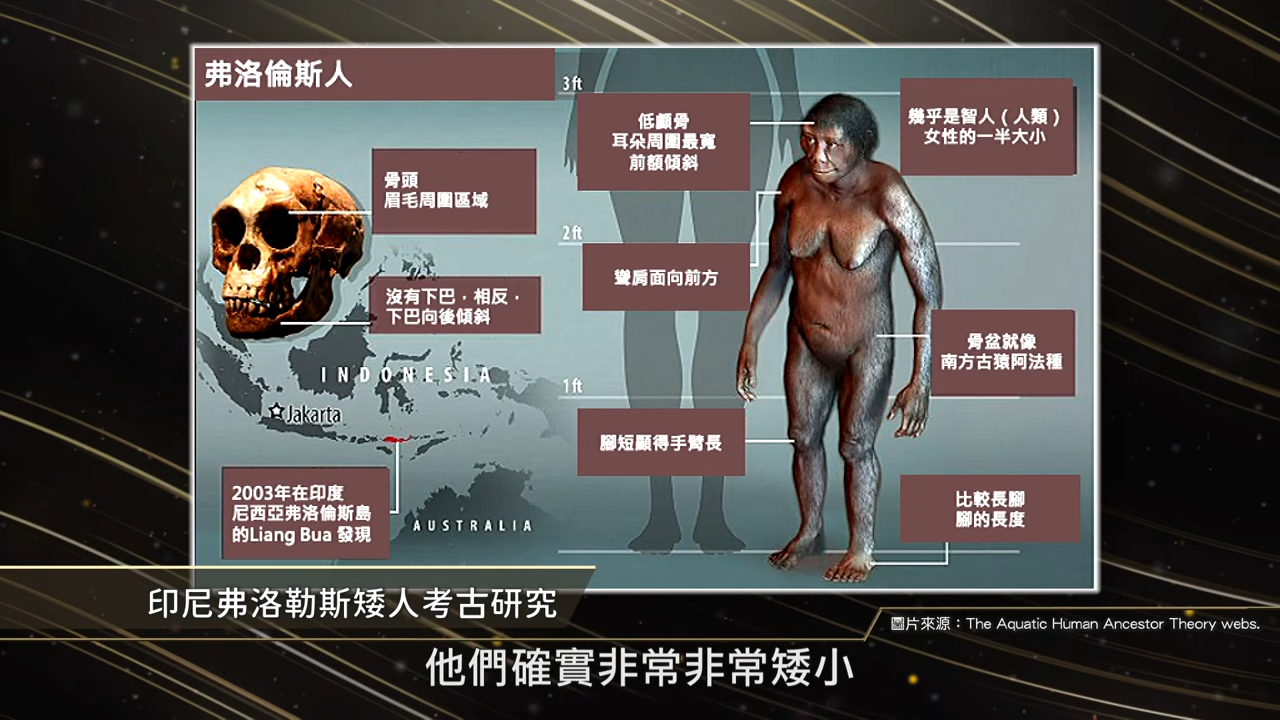 弗洛倫斯人
3ft
低顱骨
耳朵周圍最寬
前額傾斜
幾乎是智人（人類）
女性的一半大小
骨頭
眉毛周圍區域
2ft
聳肩面向前方
沒有下巴，相反，
下巴向後傾斜
骨盆就像
南方古猿阿法種
INDONESIA
1ft
Jakarta
腳短顯得手臂長
2003年在印度
尼西亞弗洛倫斯島
的Liang Bua 發現
AUSTRALIA
比較長腳
腳的長度
印尼弗洛勒斯矮人考古研究
圖片來源：The Aquatic Human Ancestor Theory webs.
他們確實非常非常矮小